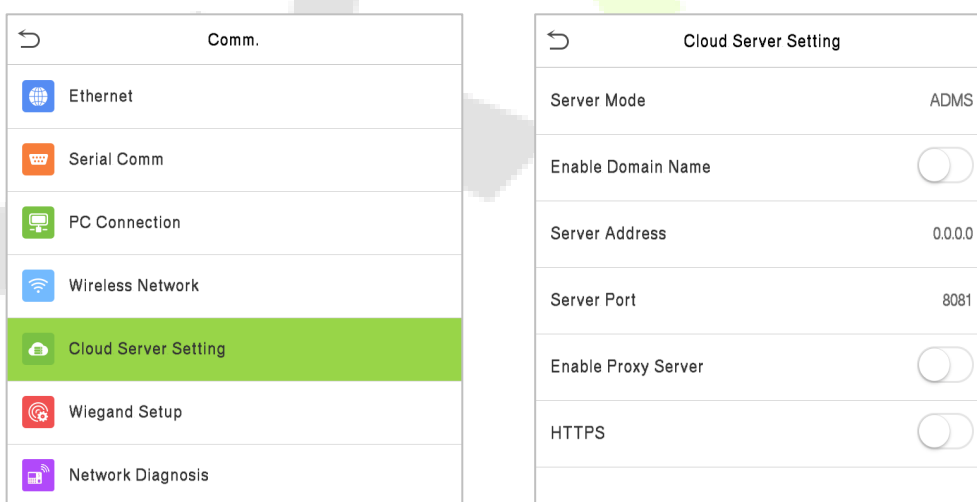 Comm.
Ethernet
Serial Comm
PC Connection
Wireless Network
Cloud Server Setting
Wiegand Setup
Network Diagnosis
Cloud Server Setting
Server Mode ADMS
Enable Domain Name
Server Address 0.0.0.0
Server Port 8081
Enable Proxy Server
HTTPS